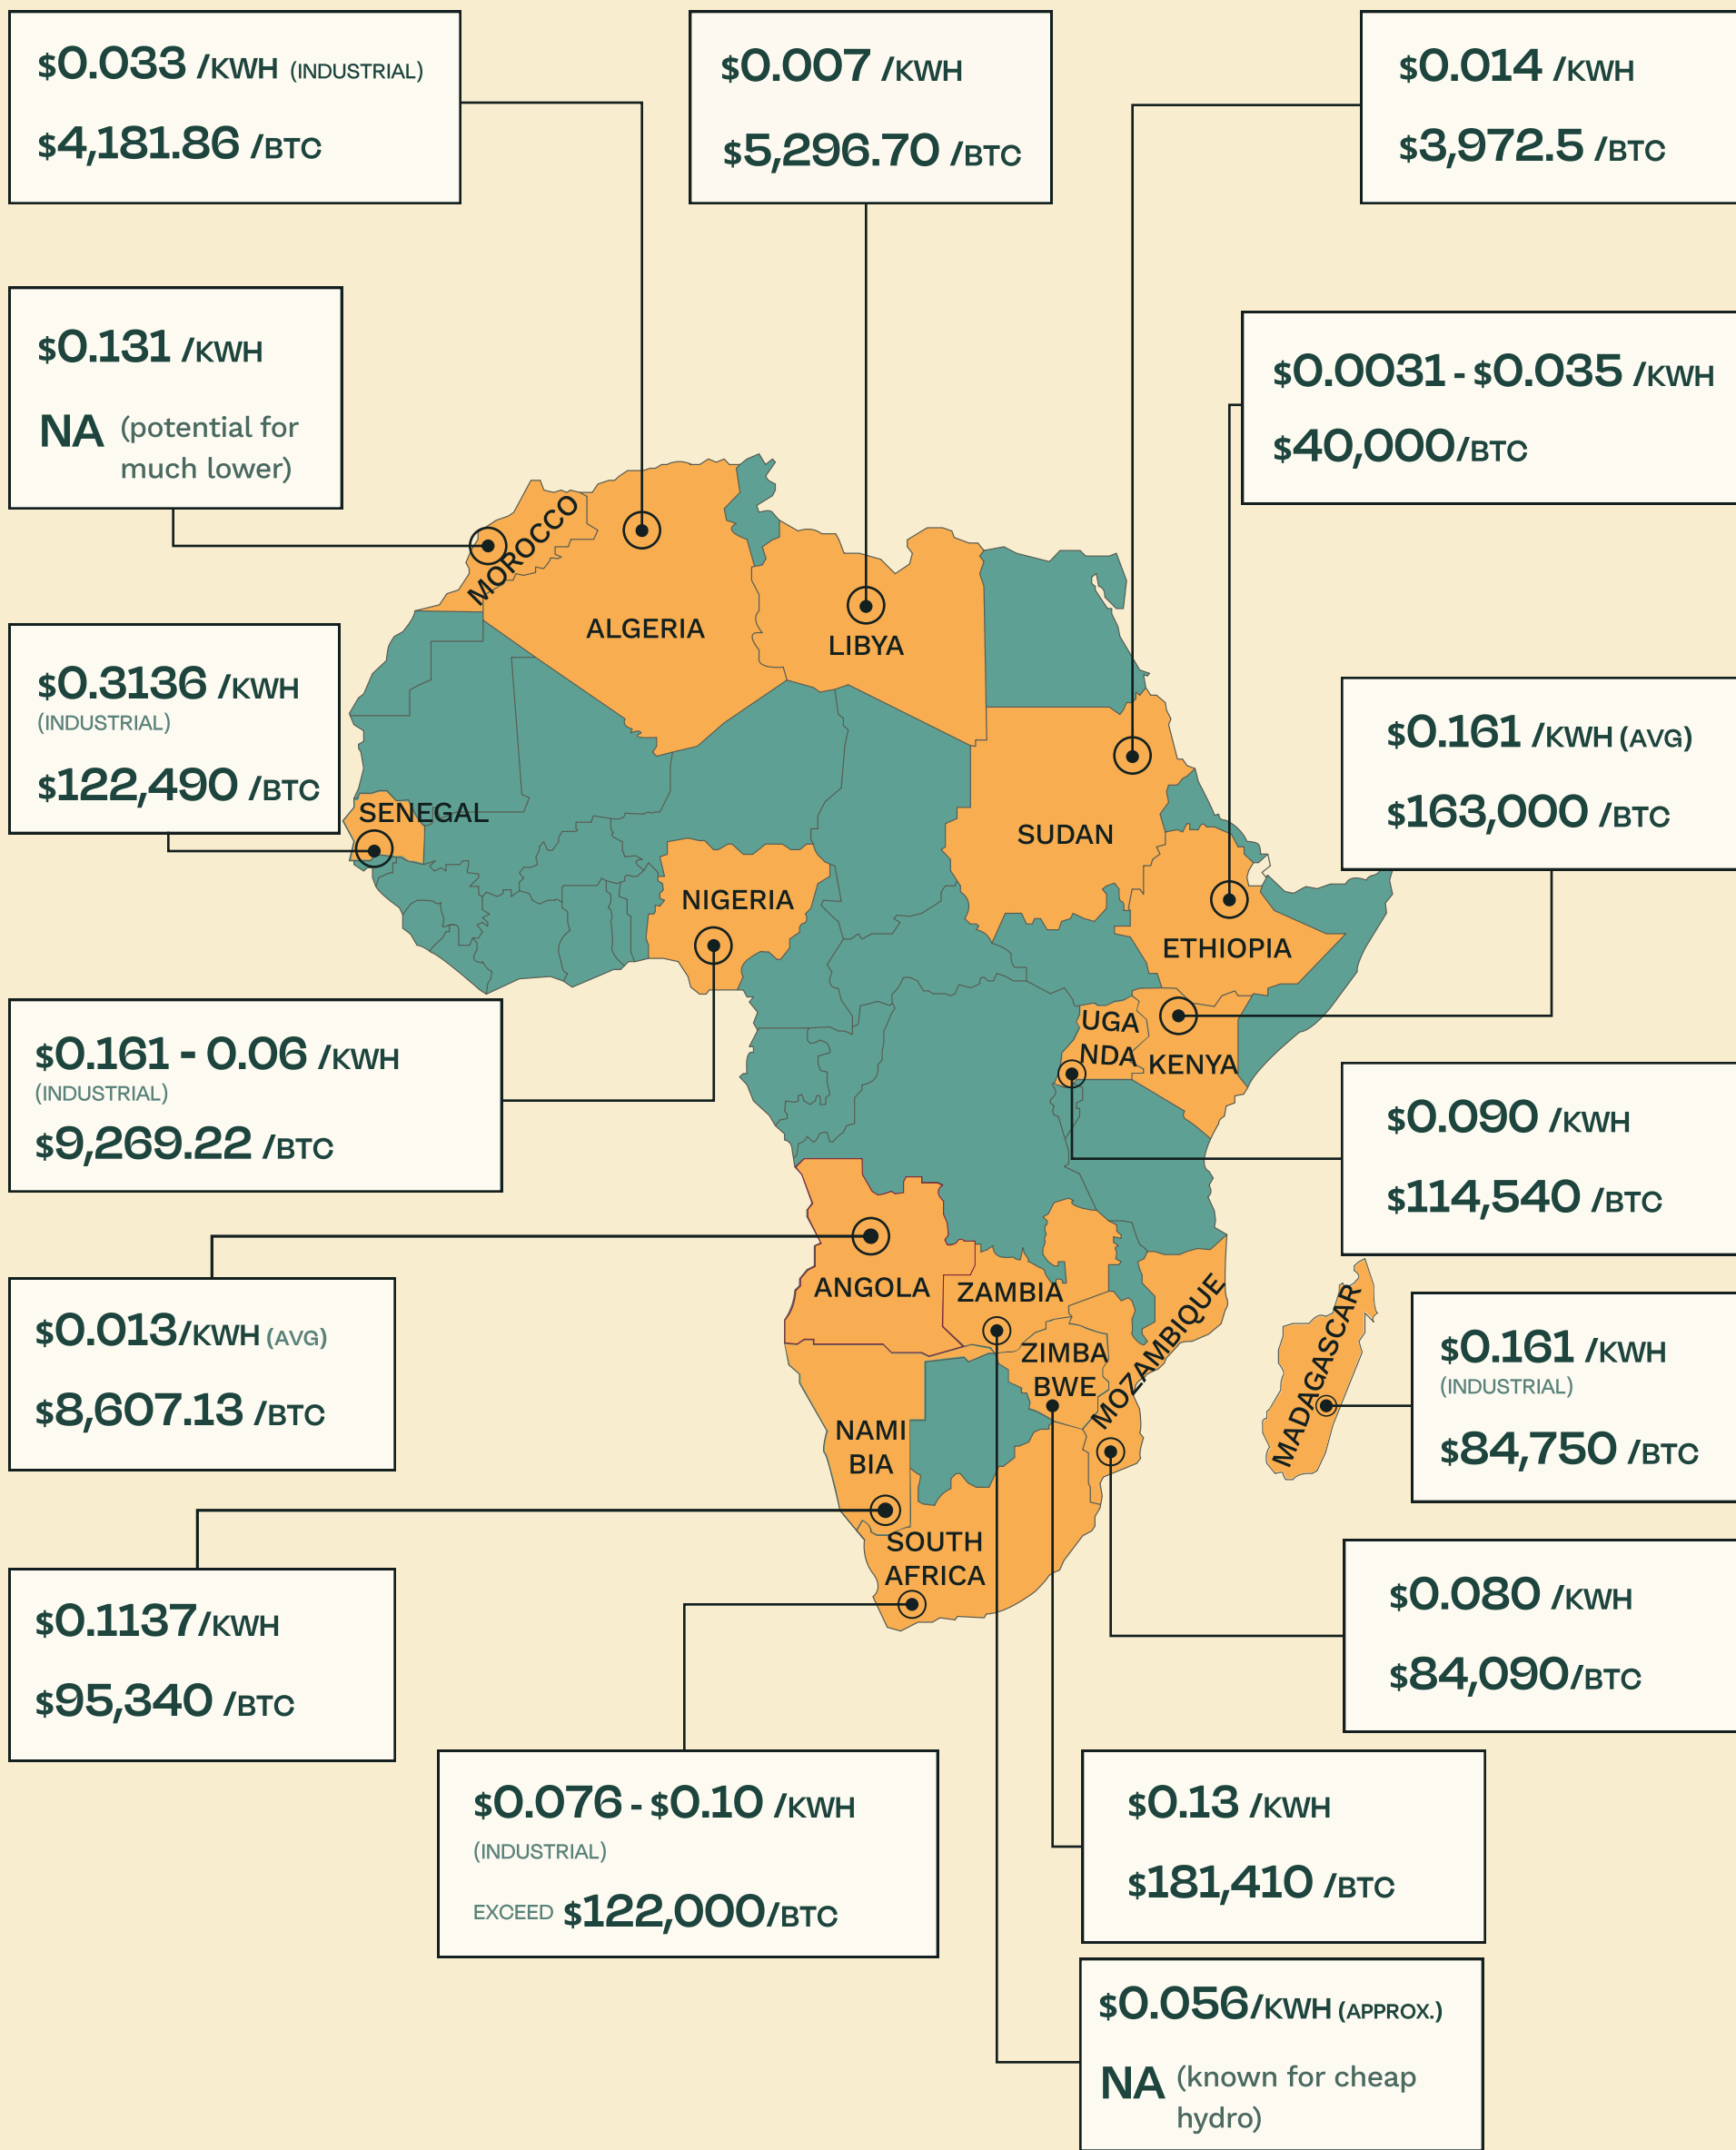 $0.033 /KWH (INDUSTRIAL)
$4,181.86 /BTC
$0.007 /KWH
$5,296.70 /BTC
$0.014 /KWH
$3,972.5 /BTC
$0.131 /KWH
NA (potential for
much lower)
$0.0031 - $0.035 /KWH
$40,000/BTC
$0.3136 /KWH
(INDUSTRIAL)
$122,490 /BTC
$0.161 /KWH (AVG)
$163,000 /BTC
MOROCCO
ALGERIA
LIBYA
SENEGAL
SUDAN
NIGERIA
ETHIOPIA
UGA
NDA
KENYA
$0.161 - 0.06 /KWH
(INDUSTRIAL)
$9,269.22 /BTC
$0.090 /KWH
$114,540 /BTC
ANGOLA
ZAMBIA
ZIMBA
BWE
MOZAMBIQUE
MADAGASCAR
NAMI
BIA
SOUTH
AFRICA
$0.013/KWH (AVG)
$8,607.13 /BTC
$0.161 /KWH
(INDUSTRIAL)
$84,750 /BTC
$0.1137/KWH
$95,340 /BTC
$0.080 /KWH
$84,090/BTC
$0.076 - $0.10 /KWH
(INDUSTRIAL)
EXCEED $122,000/BTC
$0.13 /KWH
$181,410 /BTC
$0.056/KWH (APPROX.)
NA (known for cheap
hydro)